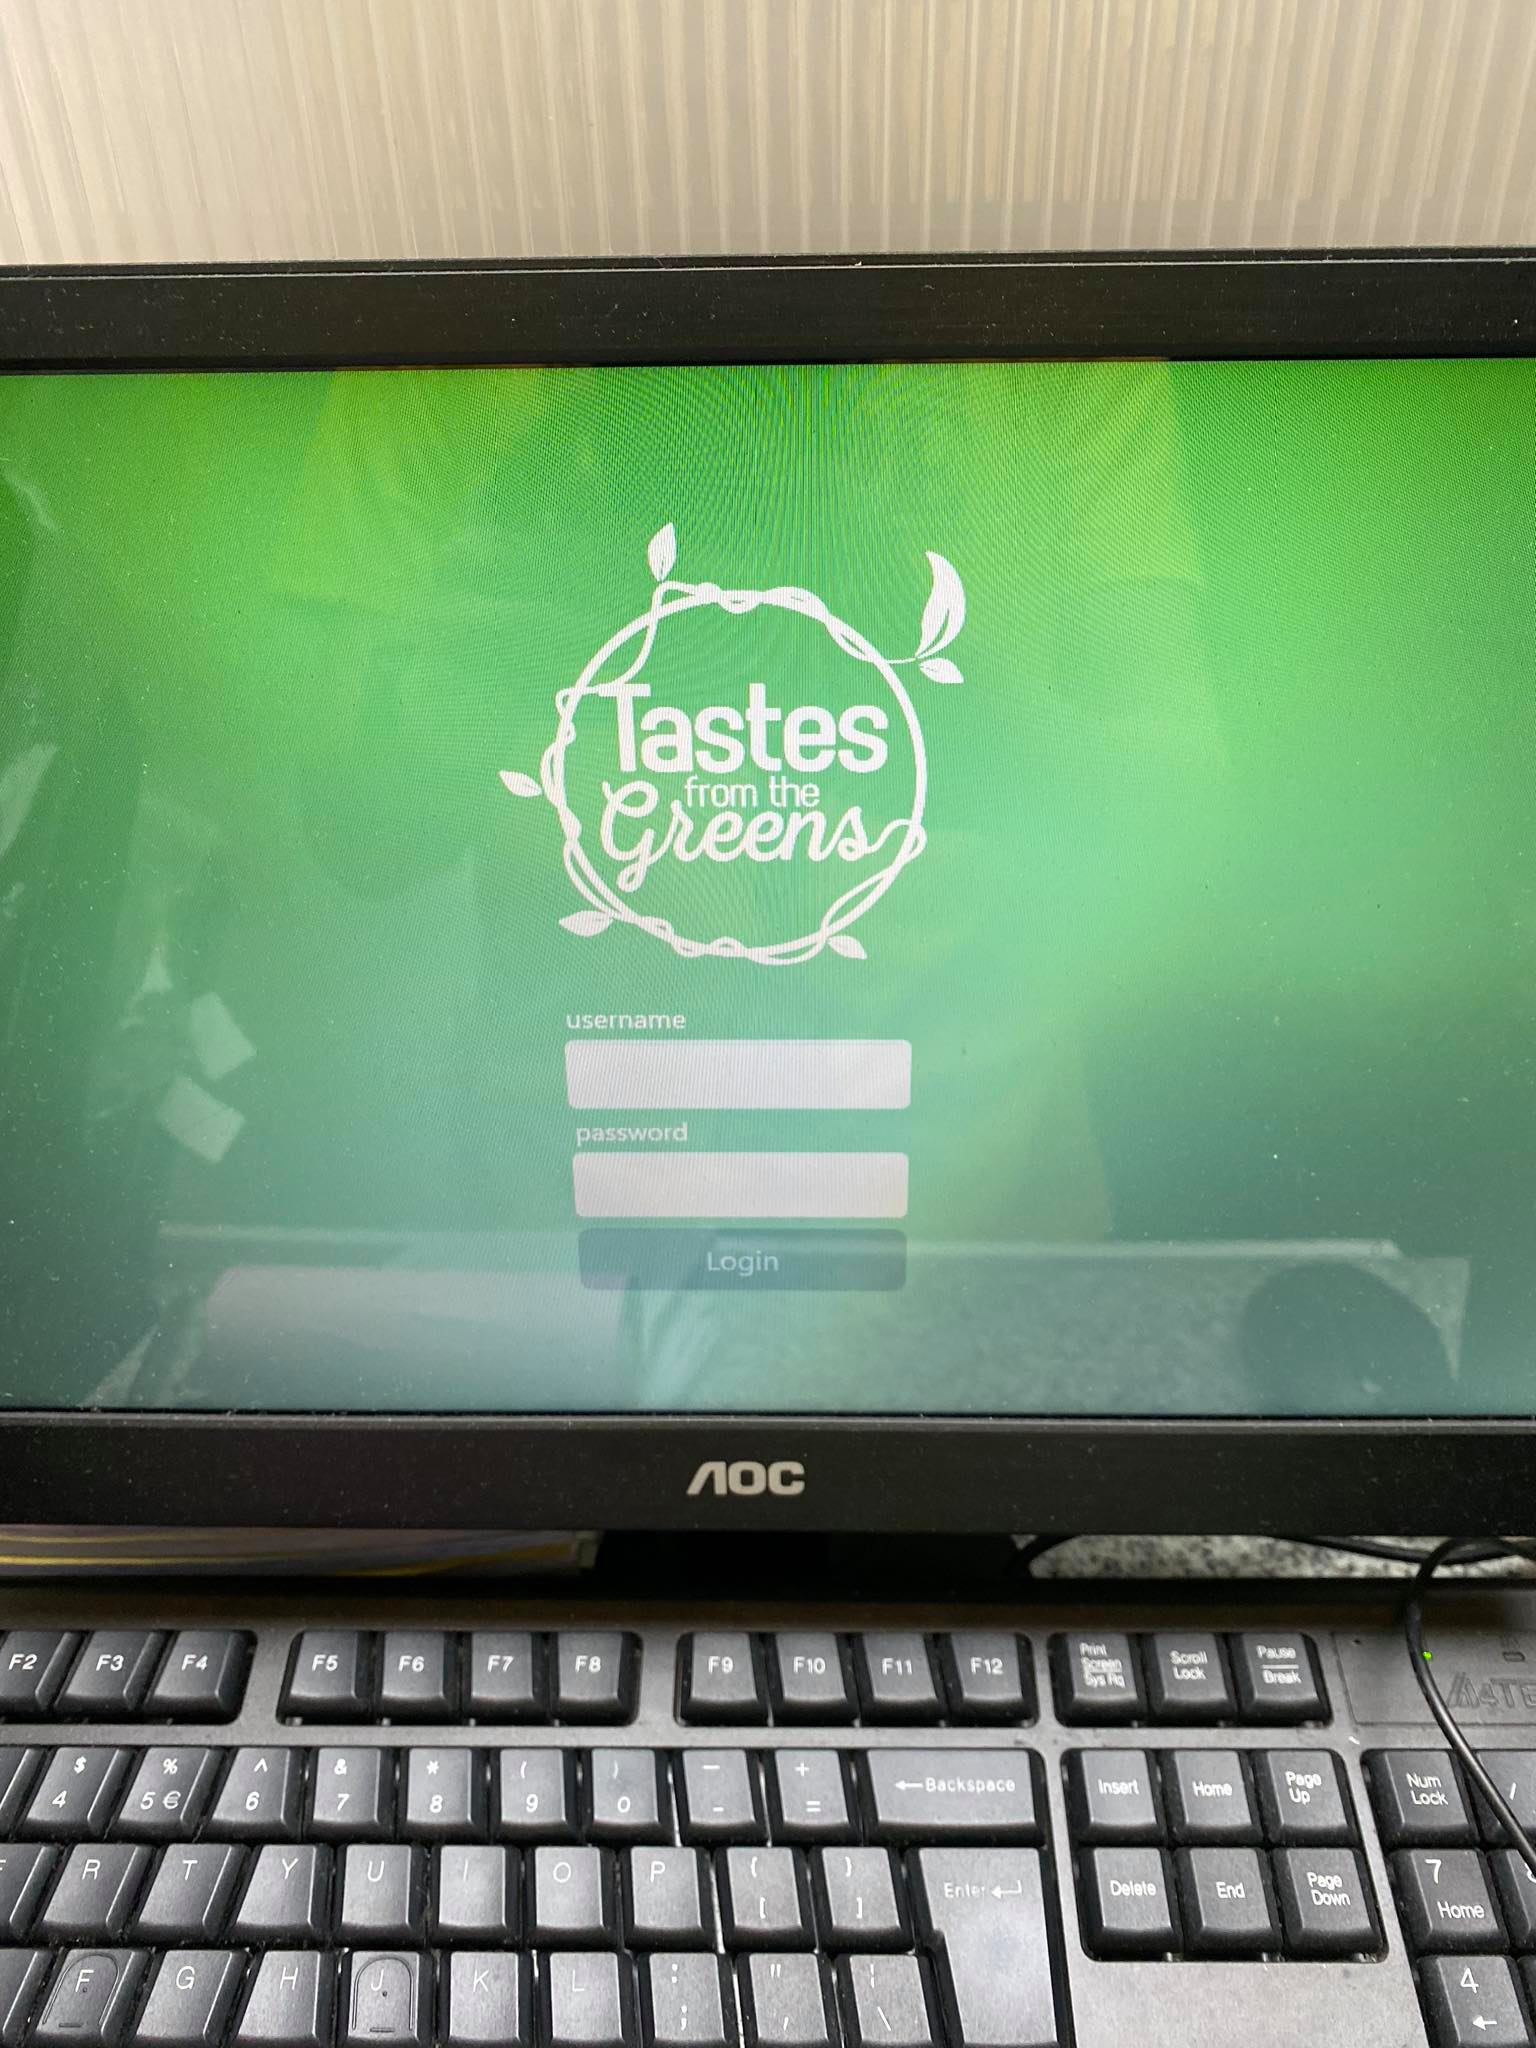 Tastes
from the
Greens
username
password
Login
AOC
F2 F3 F4 F5 F6 F7 F8 F9 F10 F11 F12 Print Screen Sys Rq Scroll Lock Pause Break
$ % ^ & * ( ) _ +
4 5 € 6 7 8 9 0 - = ←Backspace Insert Home Page Up Num Lock /
R T Y U I O P { [ } ] Enter Delete End Page Down 7 Home
F G H J K L : ; " ' | \ 4 ←